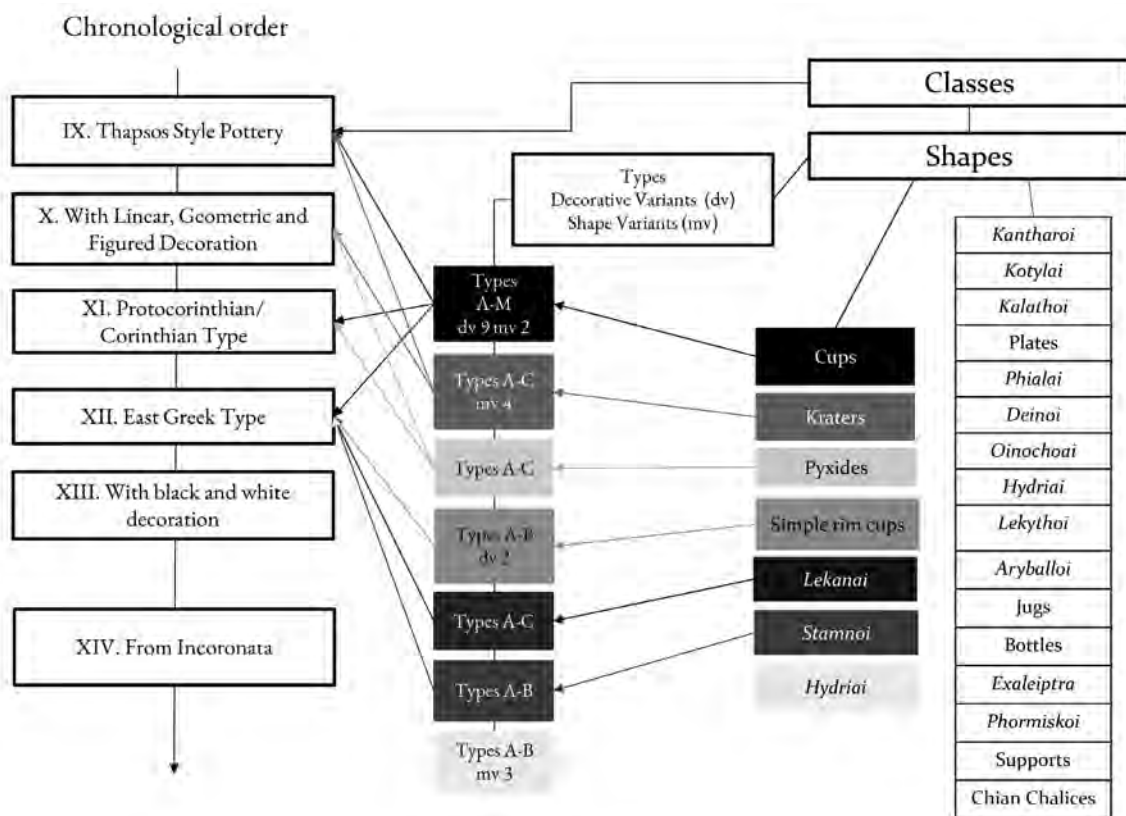 Chronological order
IX. Thapsos Style Pottery
X. With Linear, Geometric and
Figured Decoration
XI. Protocorinthian/
Corinthian Type
XII. East Greek Type
XIII. With black and white
decoration
XIV. From Incoronata
Types
Decorative Variants (dv)
Shape Variants (mv)
Types
A-M
dv 9 mv 2
Types A-C
mv 4
Types A-C
Types A-B
dv 2
Types A-C
Types A-B
Types A-B
mv 3
Classes
Shapes
Cups
Kraters
Pyxides
Simple rim cups
Lekanai
Stamnoi
Hydriai
Kantharoi
Kotylai
Kalathoi
Plates
Phialai
Deinoi
Oinochoai
Hydriai
Lekythoi
Aryballoi
Jugs
Bottles
Exaleiptra
Phormiskoi
Supports
Chian Chalices